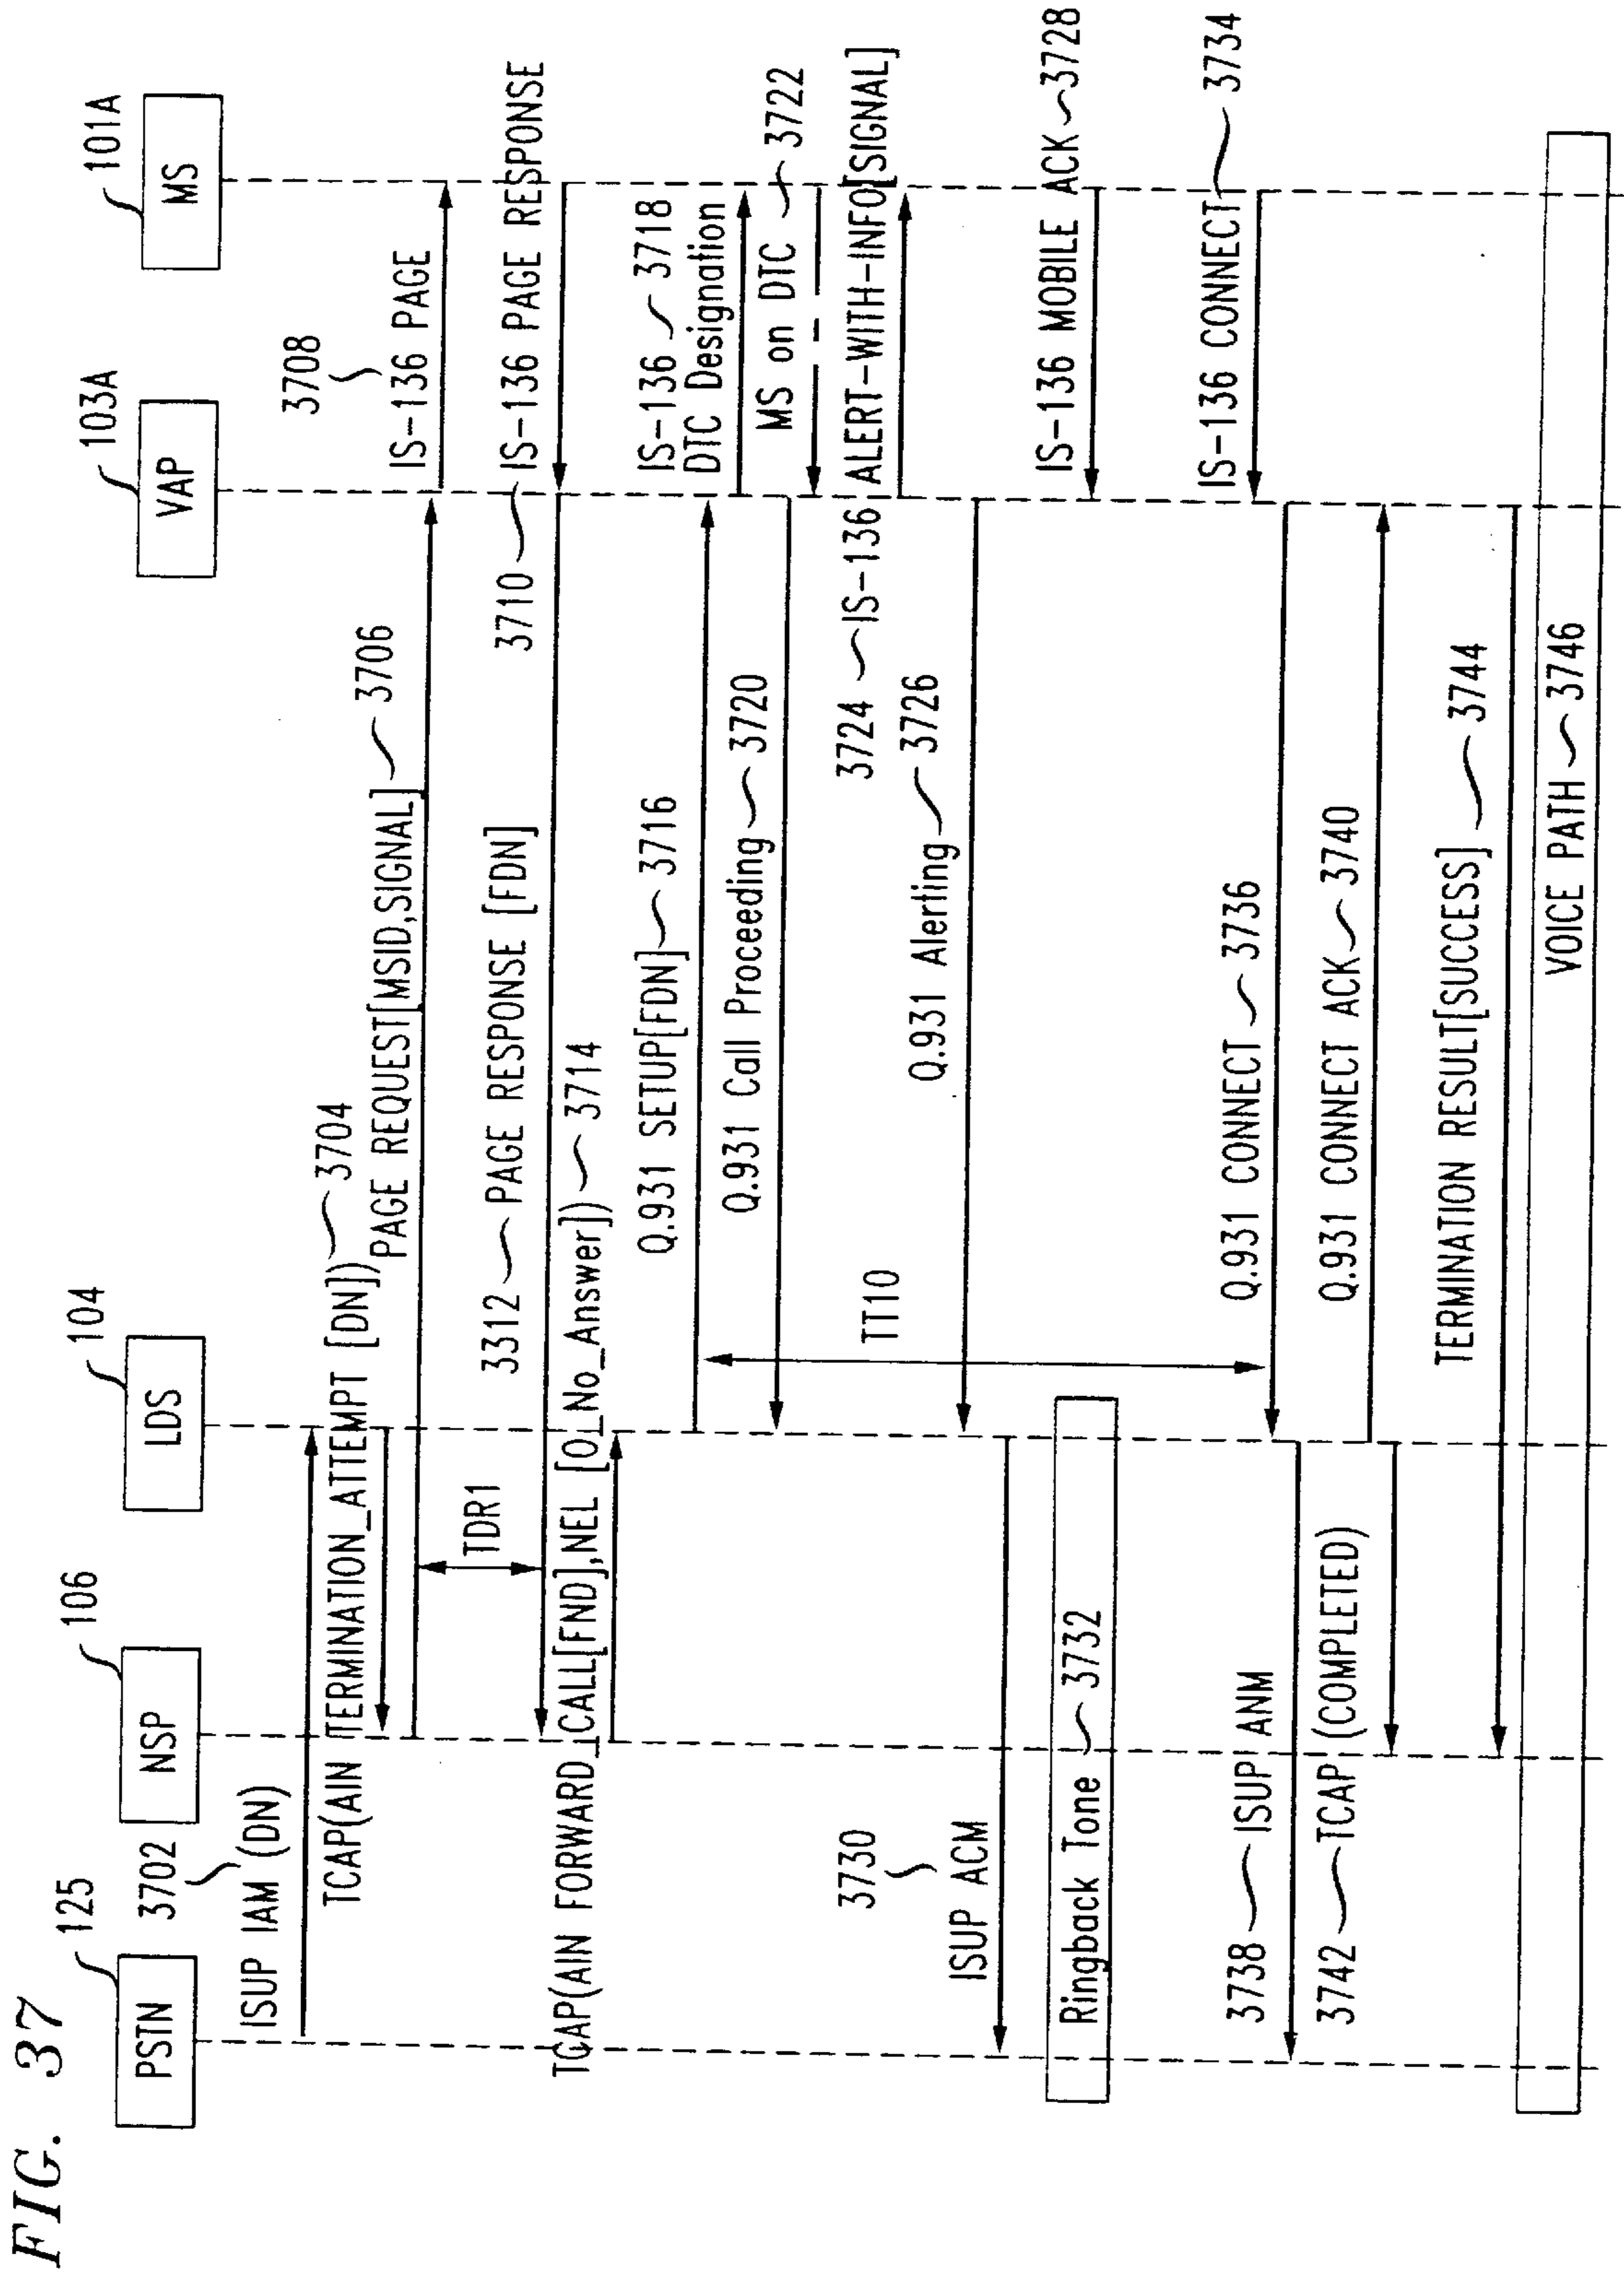 FIG. 37
PSTN
125
NSP
106
LDS
104
VAP
103A
MS
101A
3702
ISUP IAM (DN)
TCAP(AIN TERMINATION_ATTEMPT [DN])
3704
PAGE REQUEST[MSID,SIGNAL]
3706
3708
IS-136 PAGE
TDR1
3710
IS-136 PAGE RESPONSE
3312
PAGE RESPONSE [FDN]
TCAP(AIN FORWARD_CALL[FND],NEL [O_No_Answer])
3714
Q.931 SETUP[FDN]
3716
IS-136
3718
DTC Designation
Q.931 Call Proceeding
3720
MS on DTC
3722
3724
IS-136 ALERT-WITH-INFO[SIGNAL]
Q.931 Alerting
3726
TT10
3730
ISUP ACM
Ringback Tone
3732
IS-136 MOBILE ACK
3728
IS-136 CONNECT
3734
Q.931 CONNECT
3736
3738
ISUP ANM
Q.931 CONNECT ACK
3740
3742
TCAP (COMPLETED)
TERMINATION RESULT[SUCCESS]
3744
VOICE PATH
3746